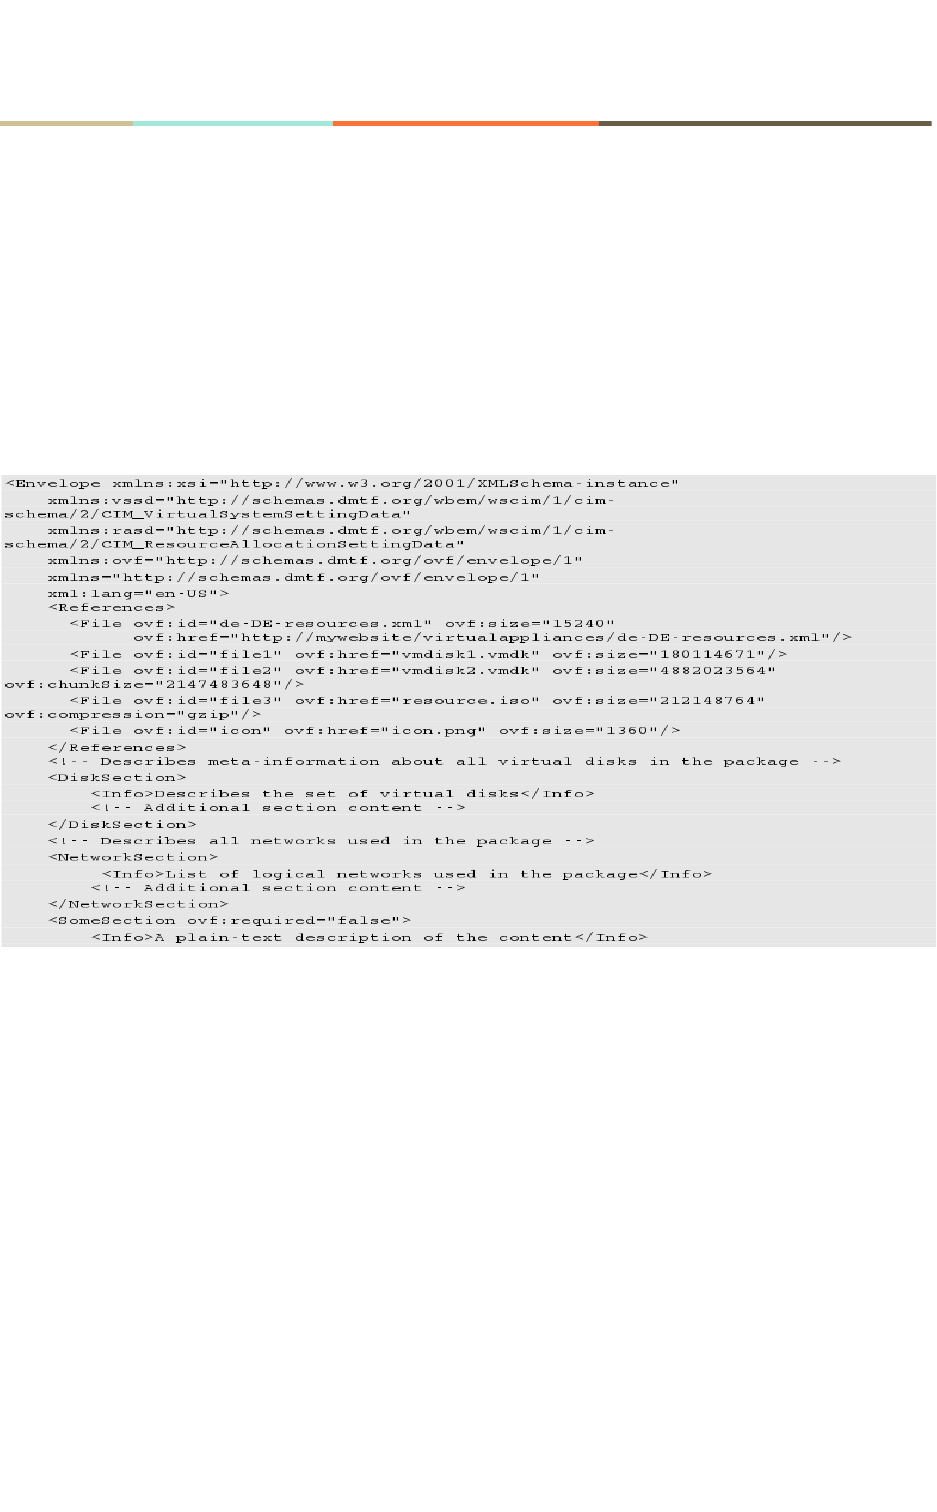 <Envelope xmlns:xsi="http://www.w3.org/2001/XMLSchema-instance"
xmlns:vssd="http://schemas.dmtf.org/wbem/wscim/1/cim-
schema/2/CIM_VirtualSystemSettingData"
xmlns:rasd="http://schemas.dmtf.org/wbem/wscim/1/cim-
schema/2/CIM_ResourceAllocationSettingData"
xmlns:ovf="http://schemas.dmtf.org/ovf/envelope/1"
xmlns="http://schemas.dmtf.org/ovf/envelope/1"
xml:lang="en-US">
<References>
<File ovf:id="de-DE-resources.xml" ovf:size="15240"
ovf:href="http://mywebsite/virtualappliances/de-DE-resources.xml"/>
<File ovf:id="file1" ovf:href="vmdisk1.vmdk" ovf:size="180114671"/>
<File ovf:id="file2" ovf:href="vmdisk2.vmdk" ovf:size="4882023564"
ovf:chunkSize="2147483648"/>
<File ovf:id="file3" ovf:href="resource.iso" ovf:size="212148764"
ovf:compression="gzip"/>
<File ovf:id="icon" ovf:href="icon.png" ovf:size="1360"/>
</References>
<!-- Describes meta-information about all virtual disks in the package -->
<DiskSection>
<Info>Describes the set of virtual disks</Info>
<!-- Additional section content -->
</DiskSection>
<!-- Describes all networks used in the package -->
<NetworkSection>
<Info>List of logical networks used in the package</Info>
<!-- Additional section content -->
</NetworkSection>
<SomeSection ovf:required="false">
<Info>A plain-text description of the content</Info>